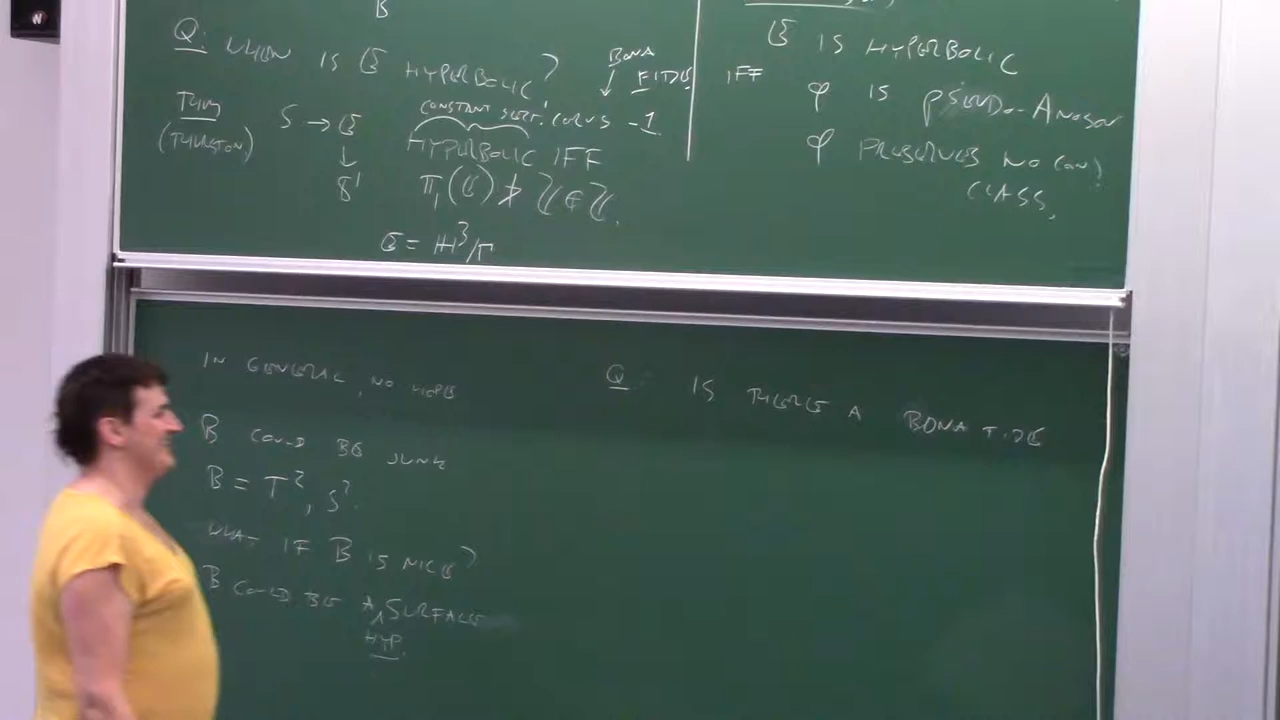 B
Q: WHEN IS E HYPERBOLIC?
BONA
↓ FIDE
THM
(THURSTON)
S → E
↓
S¹
CONSTANT SECT. CURV'S -1
HYPERBOLIC IFF
π₁(E) ⊅ Z⊕Z.
E = H³/Γ
E IS HYPERBOLIC
IFF φ IS pSEUDO-ANOSOV
φ PRESERVES NO CONJ.
CLASS.
IN GENERAL, NO HOPE
B COULD BE JUNK
B = T², S².
WHAT IF B IS NICE?
B COULD BE A SURFACE
HYP.
Q: IS THERE A BONA FIDE